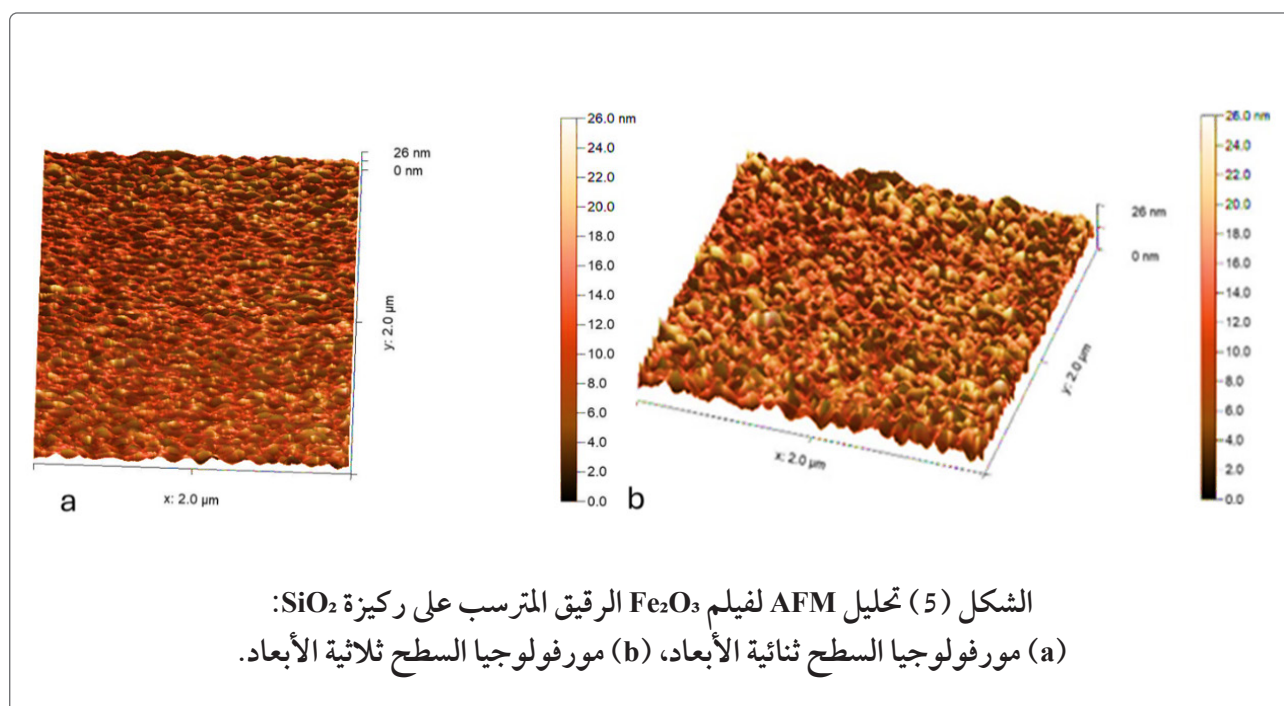 26.0 nm
24.0
22.0
20.0
18.0
16.0
14.0
12.0
10.0
8.0
6.0
4.0
2.0
0.0
26 nm
0 nm
y: 2.0 µm
x: 2.0 µm
a
26.0 nm
24.0
22.0
20.0
18.0
16.0
14.0
12.0
10.0
8.0
6.0
4.0
2.0
0.0
26 nm
0 nm
y: 2.0 µm
x: 2.0 µm
b
الشكل (5) تحليل AFM لفيلم Fe₂O₃ الرقيق المترسب على ركيزة SiO₂:
(a) مورفولوجيا السطح ثنائية الأبعاد، (b) مورفولوجيا السطح ثلاثية الأبعاد.